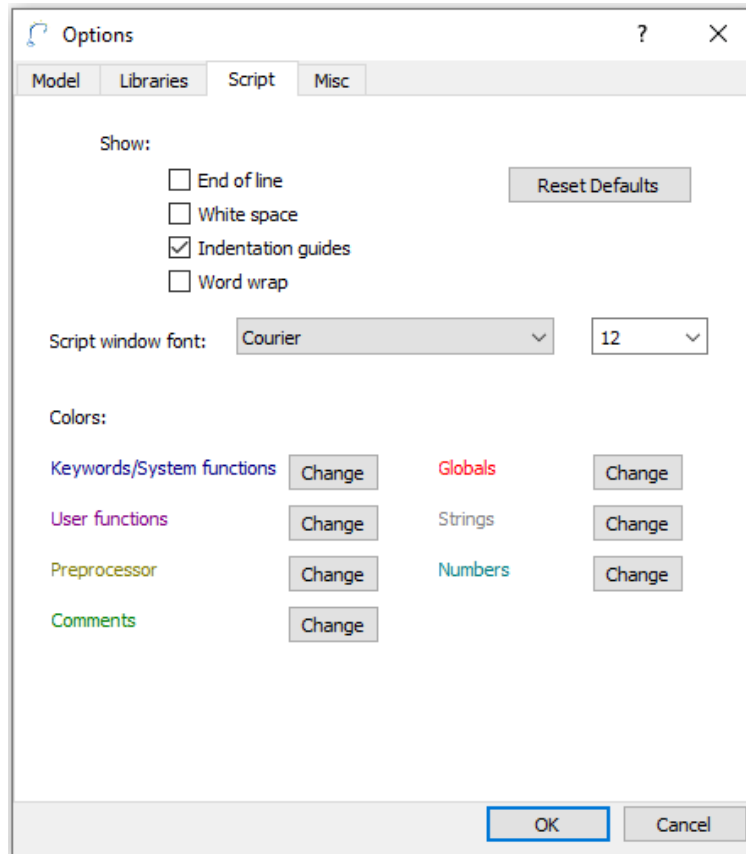 Options ?
Model Libraries Script Misc
Show:
End of line
Reset Defaults
White space
Indentation guides
Word wrap
Script window font: Courier 12
Colors:
Keywords/System functions Change Globals Change
User functions Change Strings Change
Preprocessor Change Numbers Change
Comments Change
OK Cancel